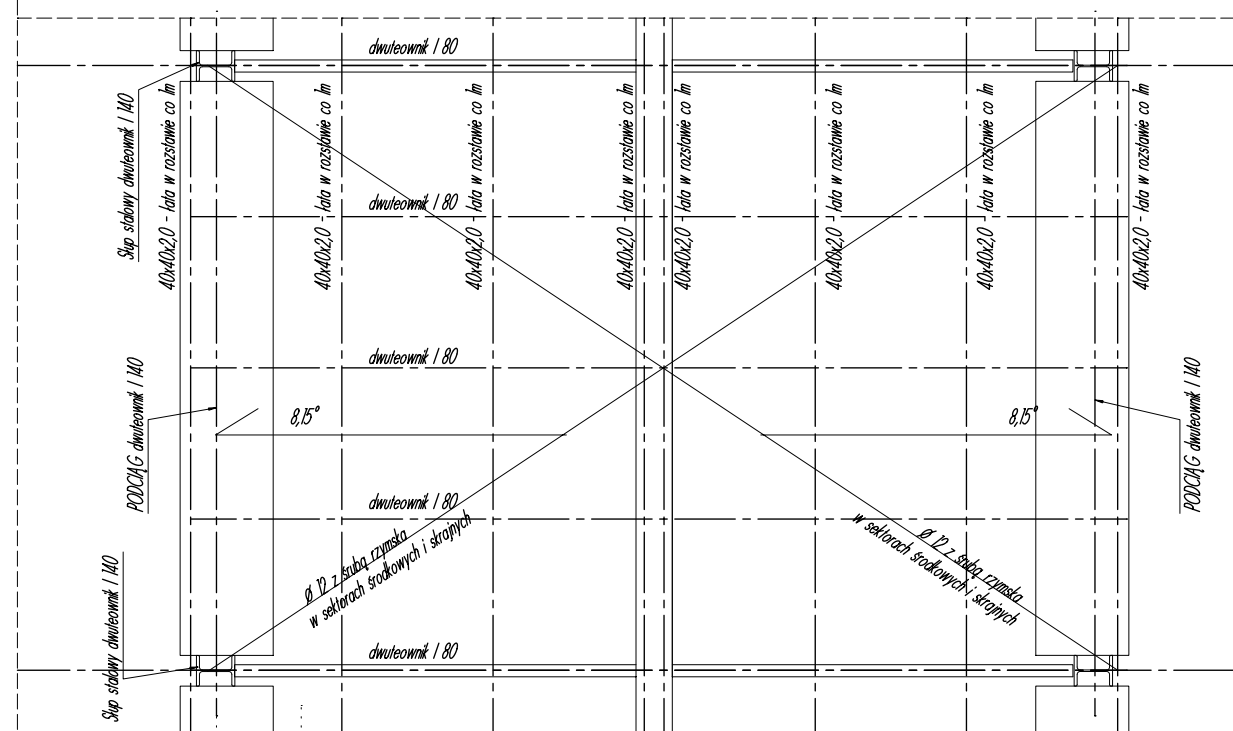 dwuteownik I 80
Słup stalowy dwuteownik I 140
40x40x2,0 - łata w rozstawie co 1m
40x40x2,0 - łata w rozstawie co 1m
40x40x2,0 - łata w rozstawie co 1m
40x40x2,0 - łata w rozstawie co 1m
40x40x2,0 - łata w rozstawie co 1m
40x40x2,0 - łata w rozstawie co 1m
40x40x2,0 - łata w rozstawie co 1m
40x40x2,0 - łata w rozstawie co 1m
dwuteownik I 80
dwuteownik I 80
PODCIĄG dwuteownik I 140
PODCIĄG dwuteownik I 140
8,15°
8,15°
dwuteownik I 80
Ø 12 z śrubą rzymska
w sektorach środkowych i skrajnych
Ø 12 z śrubą rzymska
w sektorach środkowych i skrajnych
Słup stalowy dwuteownik I 140
dwuteownik I 80